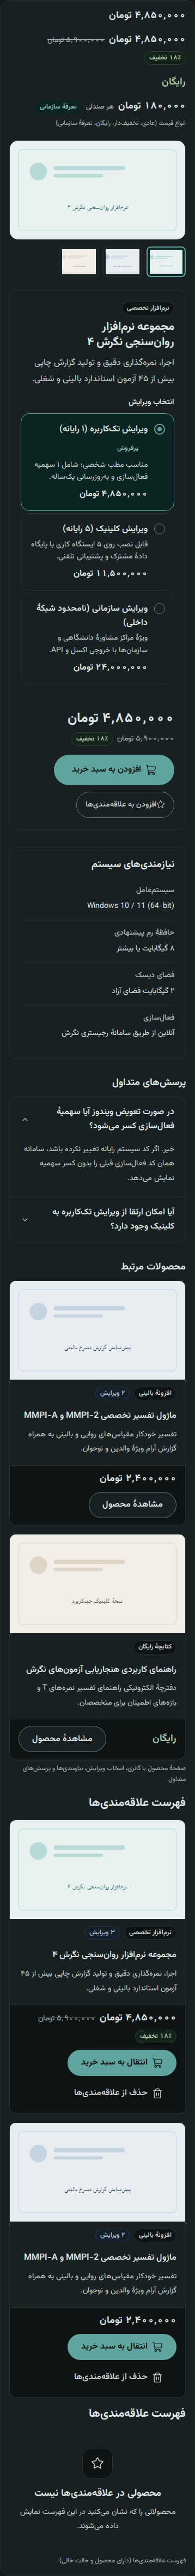 ۴,۸۵۰,۰۰۰ تومان
۴,۸۵۰,۰۰۰ تومان ۵,۹۰۰,۰۰۰ تومان
۱۸٪ تخفیف
رایگان
۱۸۰,۰۰۰ تومان هر صندلی تعرفهٔ سازمانی
انواع قیمت (عادی، تخفیف‌دار، رایگان، تعرفهٔ سازمانی)
نرم‌افزار روان‌سنجی نگرش ۴
نرم‌افزار تخصصی
مجموعه نرم‌افزار
روان‌سنجی نگرش ۴
اجرا، نمره‌گذاری دقیق و تولید گزارش چاپی
بیش از ۴۵ آزمون استاندارد بالینی و شغلی.
انتخاب ویرایش
ویرایش تک‌کاربره (۱ رایانه)
پرفروش
مناسب مطب شخصی؛ شامل ۱ سهمیه
فعال‌سازی و به‌روزرسانی یک‌ساله.
۴,۸۵۰,۰۰۰ تومان
ویرایش کلینیک (۵ رایانه)
قابل نصب روی ۵ ایستگاه کاری با پایگاه
دادهٔ مشترک و پشتیبانی تلفنی.
۱۱,۵۰۰,۰۰۰ تومان
ویرایش سازمانی (نامحدود شبکهٔ
داخلی)
ویژهٔ مراکز مشاورهٔ دانشگاهی و
سازمان‌ها با خروجی اکسل و API.
۲۴,۰۰۰,۰۰۰ تومان
۴,۸۵۰,۰۰۰ تومان
۵,۹۰۰,۰۰۰ تومان ۱۸٪ تخفیف
افزودن به سبد خرید
افزودن به علاقه‌مندی‌ها
نیازمندی‌های سیستم
سیستم‌عامل
Windows 10 / 11 (64-bit)
حافظهٔ رم پیشنهادی
۸ گیگابایت یا بیشتر
فضای دیسک
۲ گیگابایت فضای آزاد
فعال‌سازی
آنلاین از طریق سامانهٔ رجیستری نگرش
پرسش‌های متداول
در صورت تعویض ویندوز آیا سهمیهٔ
فعال‌سازی کسر می‌شود؟
خیر. اگر کد سیستم رایانه تغییر نکرده باشد، سامانه
همان کد فعال‌سازی قبلی را بدون کسر سهمیه
نمایش می‌دهد.
آیا امکان ارتقا از ویرایش تک‌کاربره به
کلینیک وجود دارد؟
محصولات مرتبط
پیش‌نمایش گزارش نیمرخ بالینی
افزونهٔ بالینی ۲ ویرایش
ماژول تفسیر تخصصی MMPI-2 و MMPI-A
تفسیر خودکار مقیاس‌های روایی و بالینی به همراه
گزارش آزام ویژهٔ والدین و نوجوان.
۲,۴۰۰,۰۰۰ تومان
مشاهدهٔ محصول
نسخهٔ کلینیک چندکاربره
کتابچهٔ رایگان
راهنمای کاربردی هنجاریابی آزمون‌های نگرش
دفترچهٔ الکترونیکی راهنمای تفسیر نمره‌های T و
بازه‌های اطمینان برای متخصصان.
رایگان
مشاهدهٔ محصول
صفحهٔ محصول با گالری، انتخاب ویرایش، نیازمندی‌ها و پرسش‌های
متداول
فهرست علاقه‌مندی‌ها
نرم‌افزار روان‌سنجی نگرش ۴
نرم‌افزار تخصصی ۳ ویرایش
مجموعه نرم‌افزار روان‌سنجی نگرش ۴
اجرا، نمره‌گذاری دقیق و تولید گزارش چاپی بیش از ۴۵
آزمون استاندارد بالینی و شغلی.
۴,۸۵۰,۰۰۰ تومان ۵,۹۰۰,۰۰۰ تومان
۱۸٪ تخفیف
انتقال به سبد خرید
حذف از علاقه‌مندی‌ها
پیش‌نمایش گزارش نیمرخ بالینی
افزونهٔ بالینی ۲ ویرایش
ماژول تفسیر تخصصی MMPI-2 و MMPI-A
تفسیر خودکار مقیاس‌های روایی و بالینی به همراه
گزارش آزام ویژهٔ والدین و نوجوان.
۲,۴۰۰,۰۰۰ تومان
انتقال به سبد خرید
حذف از علاقه‌مندی‌ها
فهرست علاقه‌مندی‌ها
محصولی در علاقه‌مندی‌ها نیست
محصولاتی را که نشان می‌کنید در این فهرست نمایش
داده می‌شوند.
فهرست علاقه‌مندی‌ها (دارای محصول و حالت خالی)